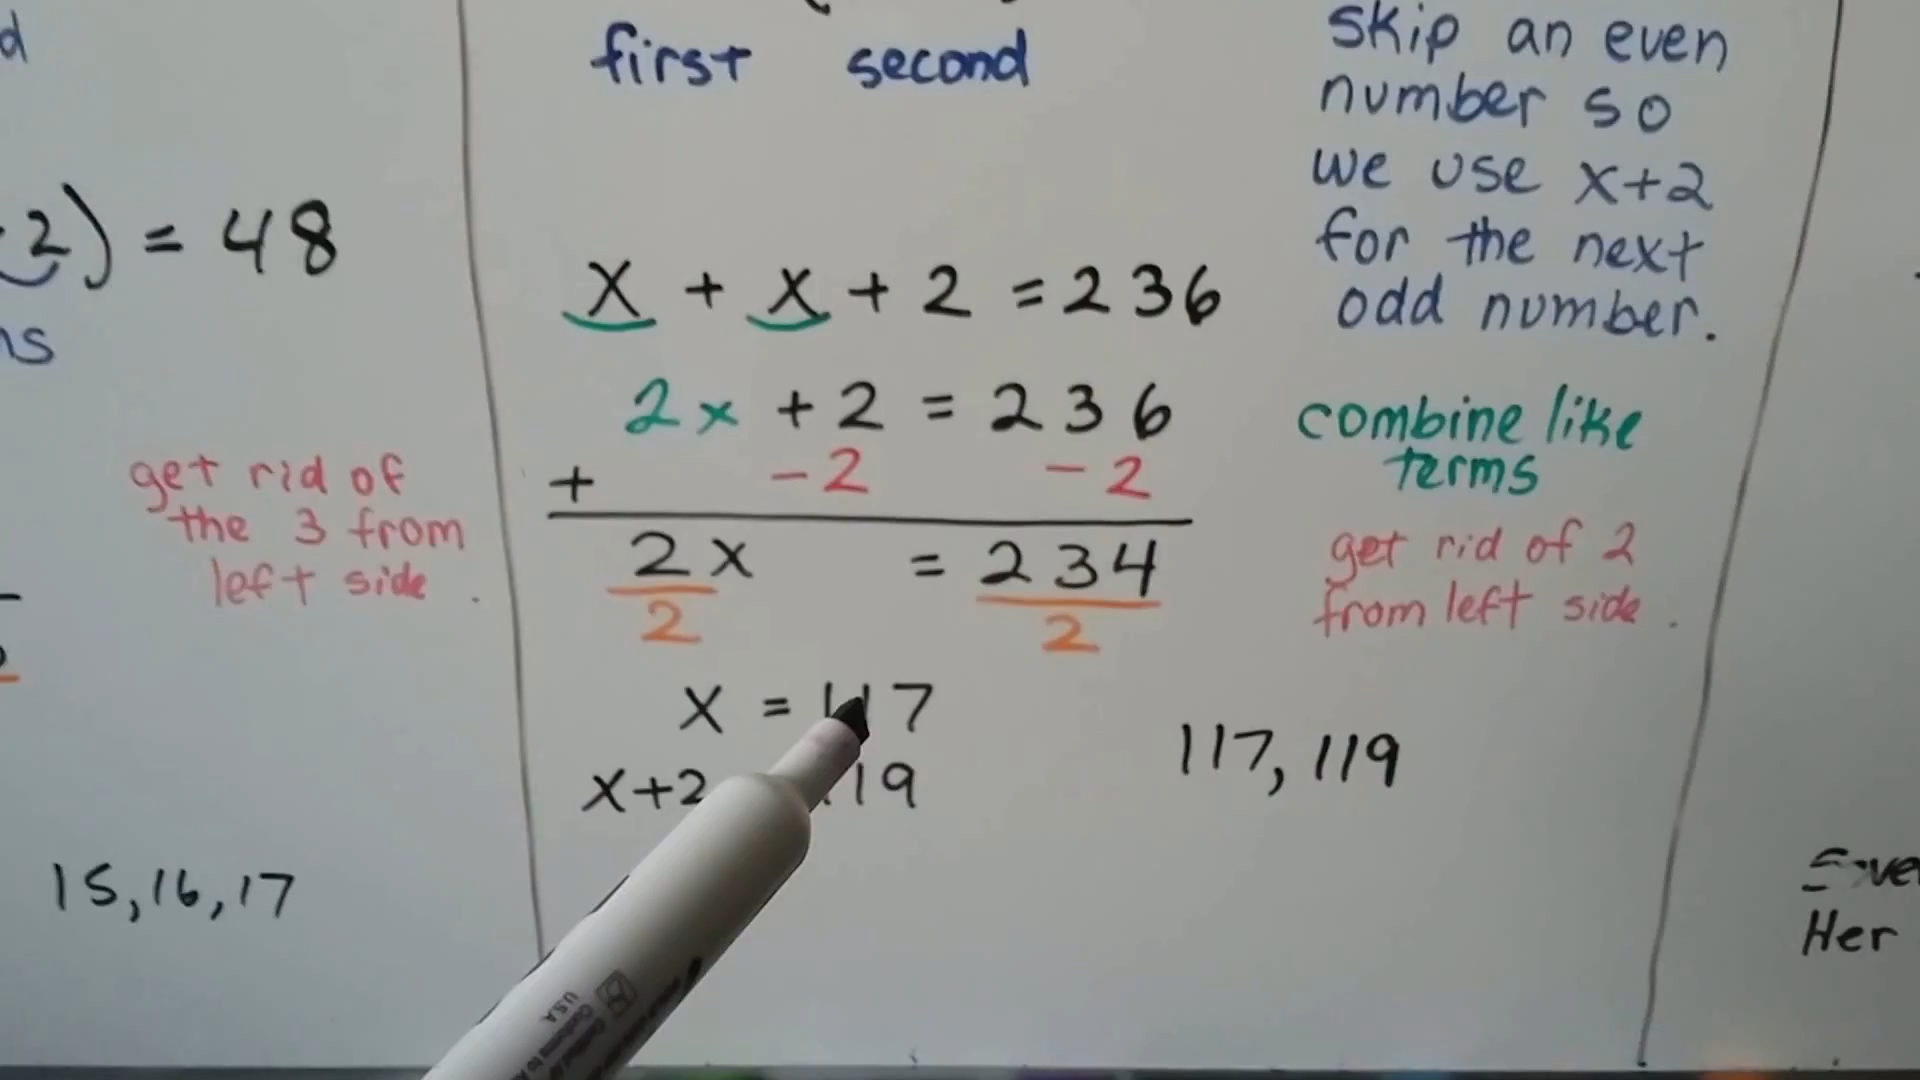 d
2) = 48
ns
get rid of
the 3 from
left side.
15, 16, 17
first second
x + x + 2 = 236
2x + 2 = 236
+ -2 -2
2x = 234
2 2
x = 117
x+2 119
117, 119
skip an even
number so
we use x+2
for the next
odd number.
combine like
terms
get rid of 2
from left side.
Her
U.S.A